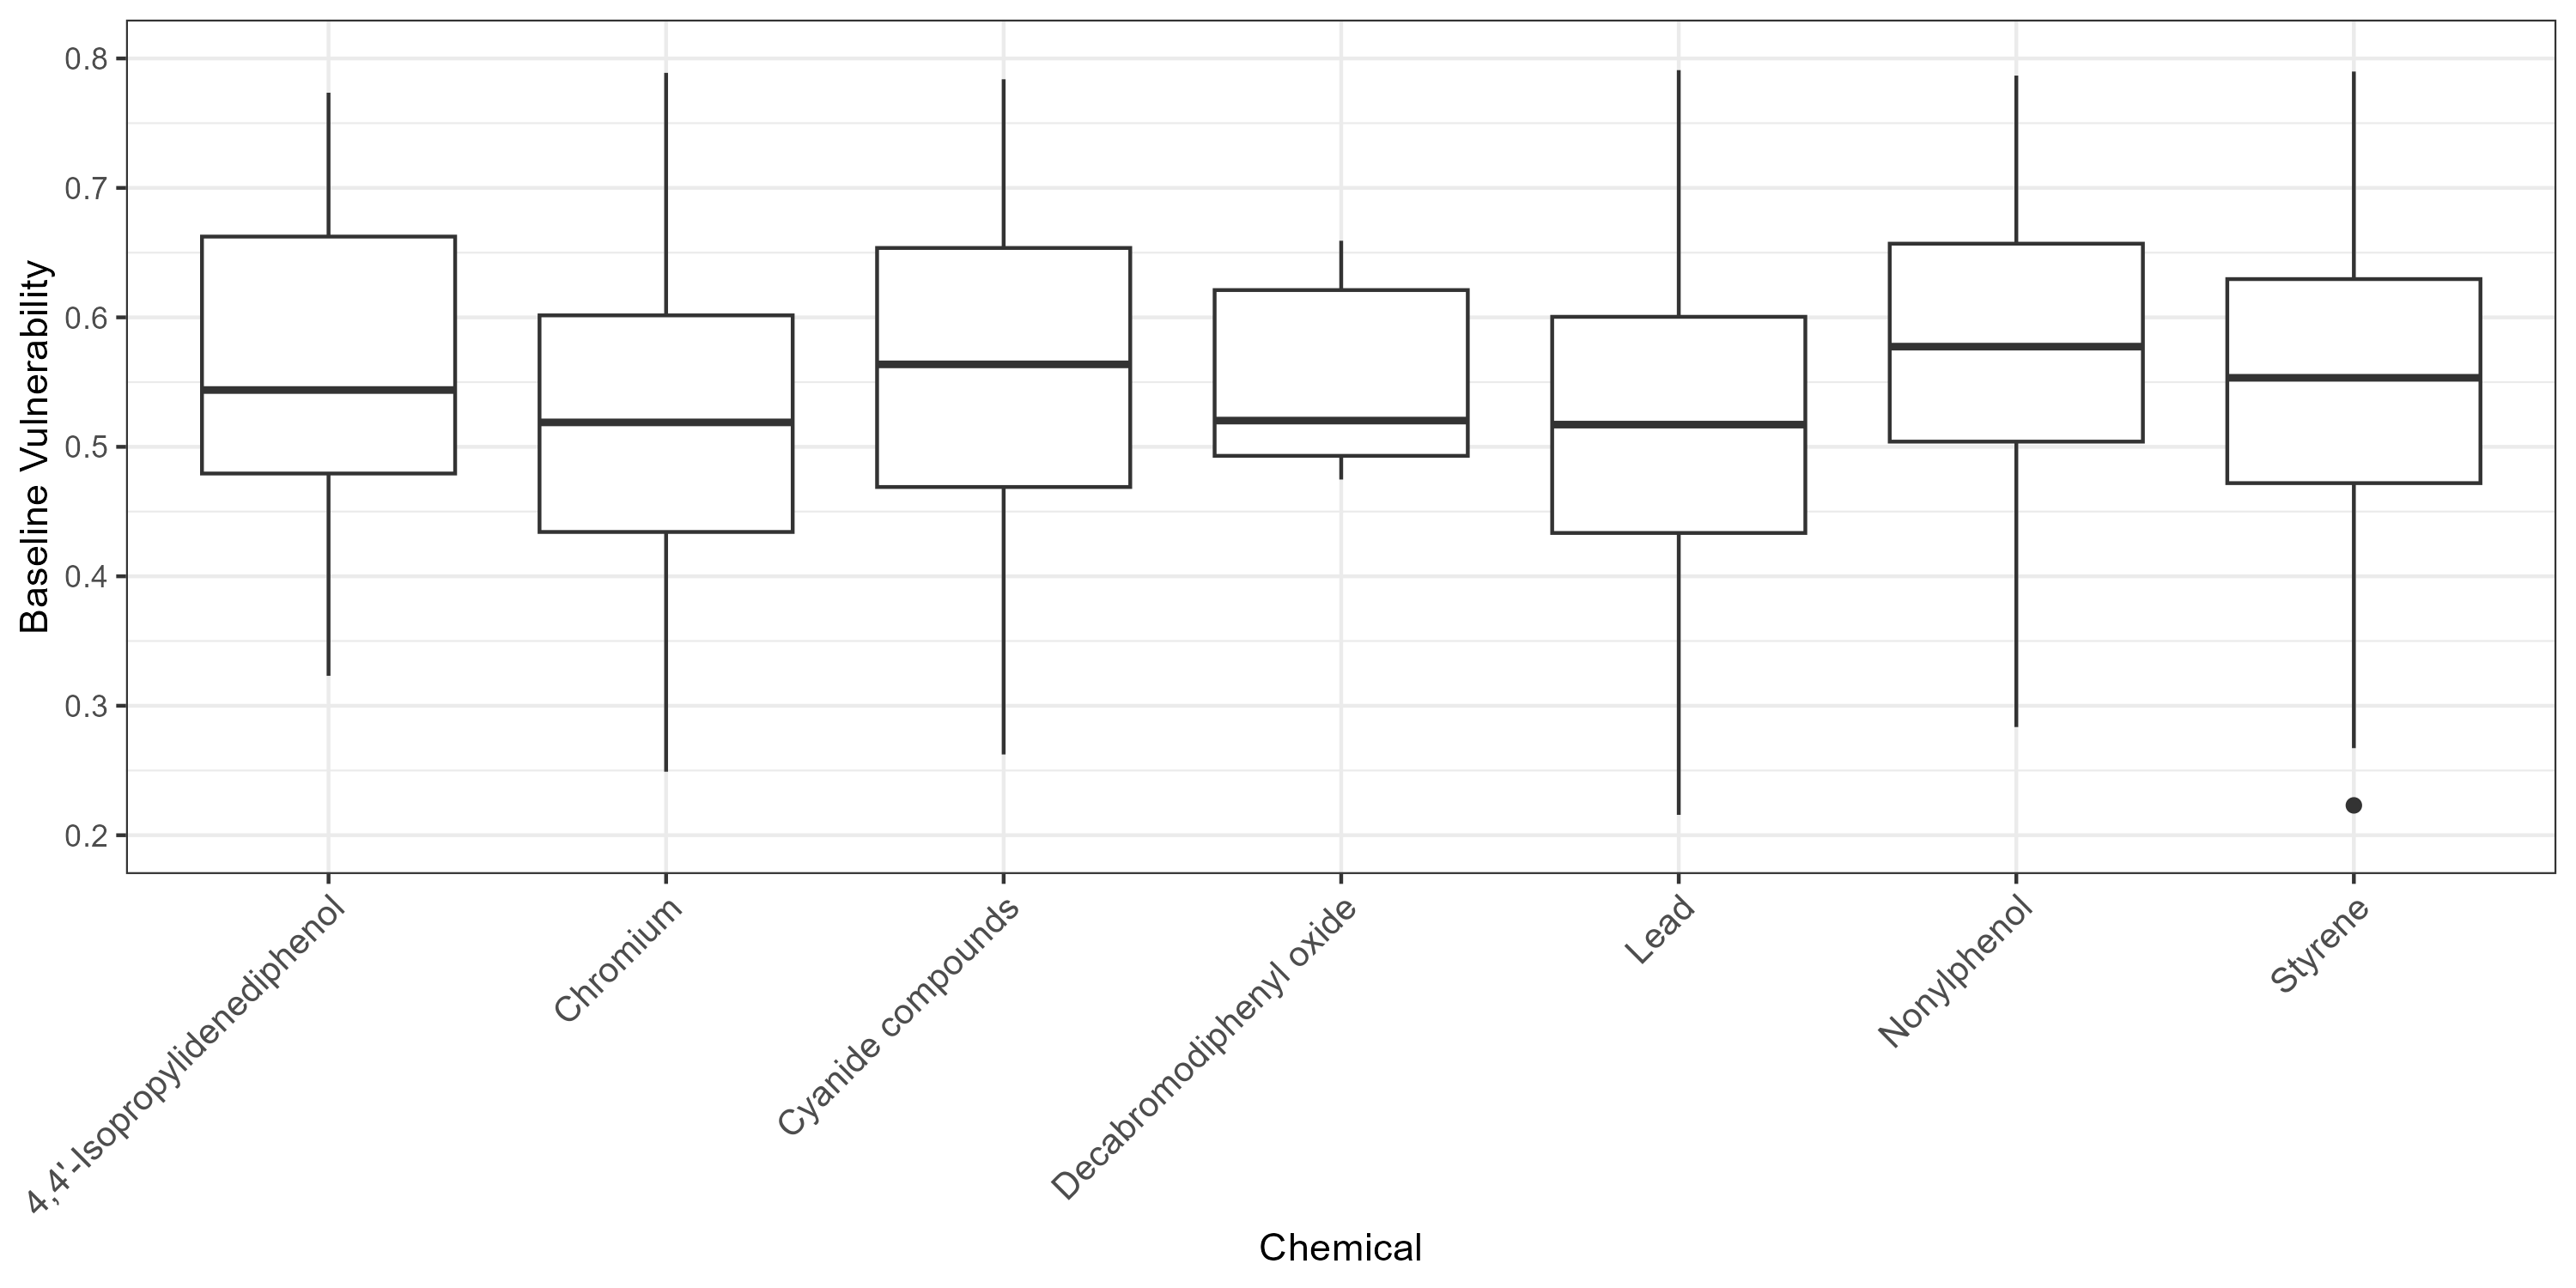 Baseline Vulnerability
0.8
0.7
0.6
0.5
0.4
0.3
0.2
4,4'-Isopropylidenediphenol
Chromium
Cyanide compounds
Decabromodiphenyl oxide
Lead
Nonylphenol
Styrene
Chemical